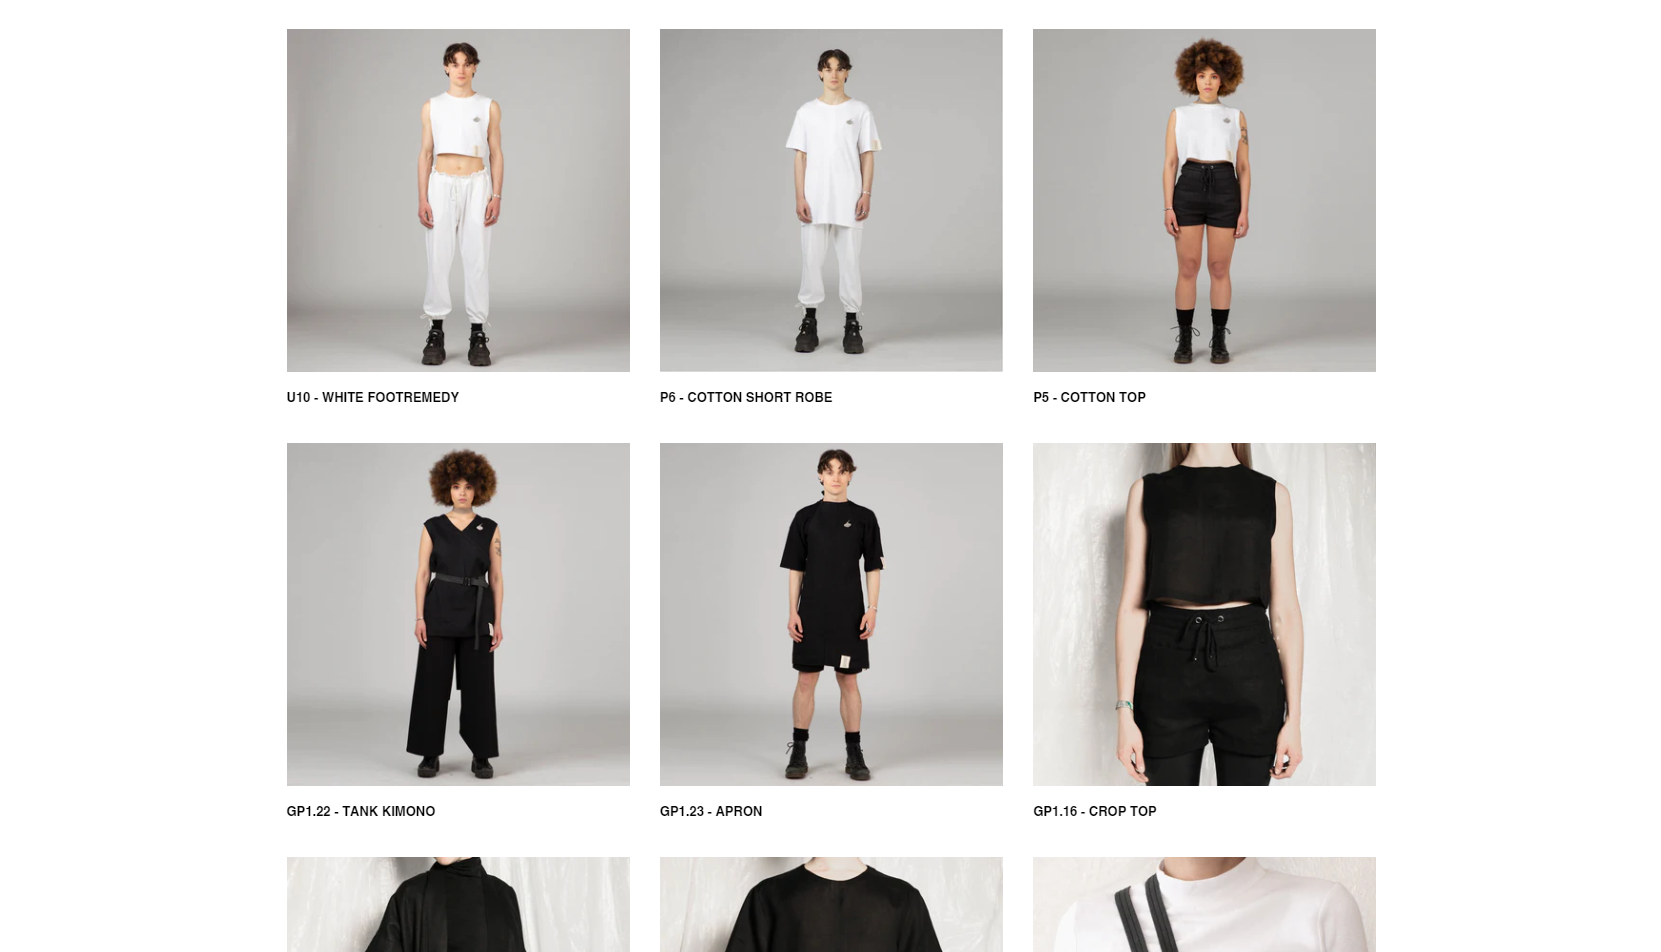 U10 - WHITE FOOTREMEDY
P6 - COTTON SHORT ROBE
P5 - COTTON TOP
GP1.22 - TANK KIMONO
GP1.23 - APRON
GP1.16 - CROP TOP